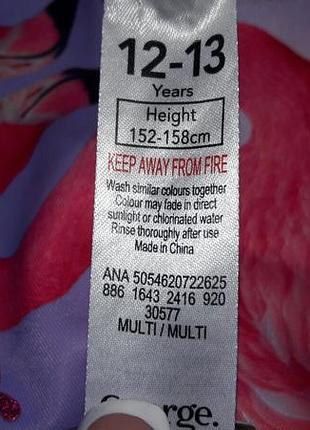 12-13
Years
Height
152-158cm
KEEP AWAY FROM FIRE
Wash similar colours together
Colour may fade in direct
sunlight or chlorinated water
Rinse thoroughly after use
Made in China
ANA 5054620722625
886 1643 2416 920
30577
MULTI / MULTI
George.